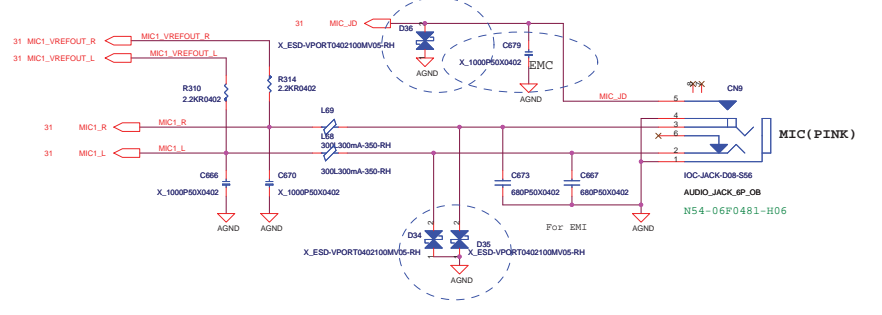 31 MIC_JD
D36
X_ESD-VPORT0402100MV05-RH
AGND
C679
X_1000P50X0402
EMC
AGND
31 MIC1_VREFOUT_R
MIC1_VREFOUT_R
31 MIC1_VREFOUT_L
MIC1_VREFOUT_L
R310
2.2KR0402
R314
2.2KR0402
MIC_JD
5
CN9
31 MIC1_R
MIC1_R
L69
31 MIC1_L
MIC1_L
L68
300L300mA-350-RH
300L300mA-350-RH
4
3
6
2
1
MIC(PINK)
C666
X_1000P50X0402
C670
X_1000P50X0402
C673
680P50X0402
C667
680P50X0402
IOC-JACK-D08-S56
AUDIO_JACK_6P_OB
N54-06F0481-H06
AGND
AGND
2
2
D34
D35
X_ESD-VPORT0402100MV05-RH
X_ESD-VPORT0402100MV05-RH
For EMI
AGND
AGND